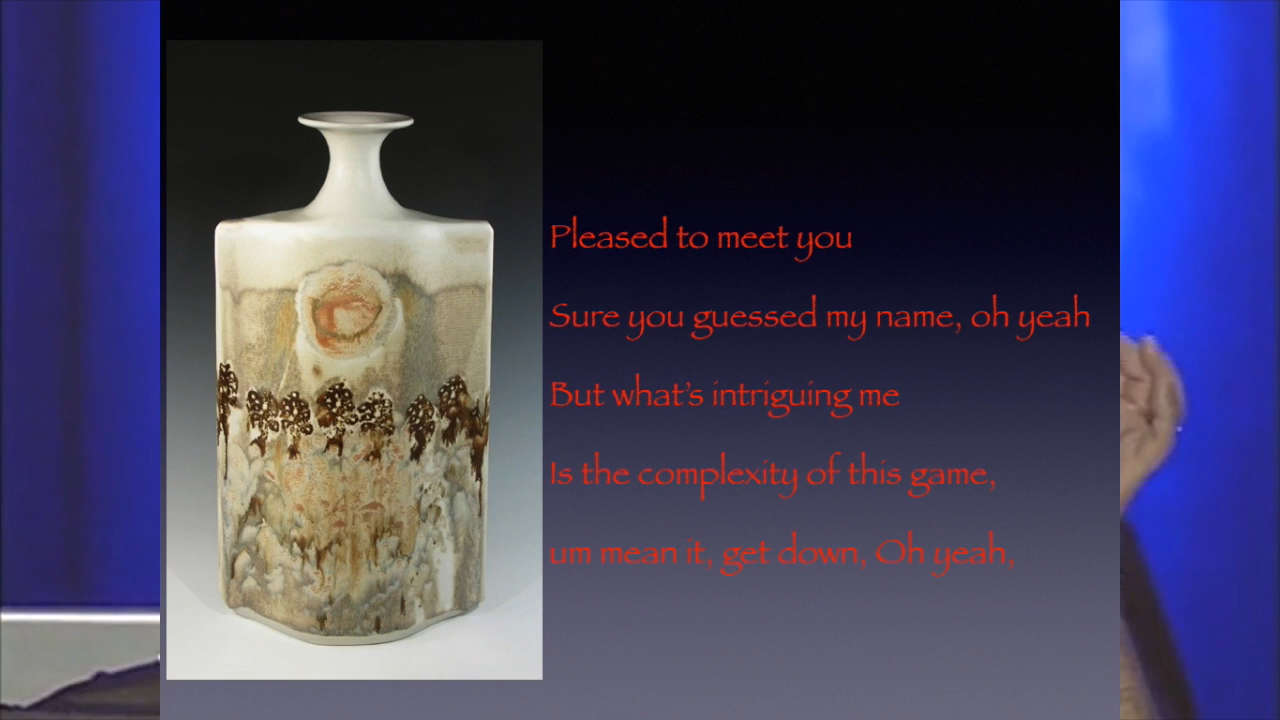 Pleased to meet you
Sure you guessed my name, oh yeah
But what's intriguing me
Is the complexity of this game,
um mean it, get down, Oh yeah,